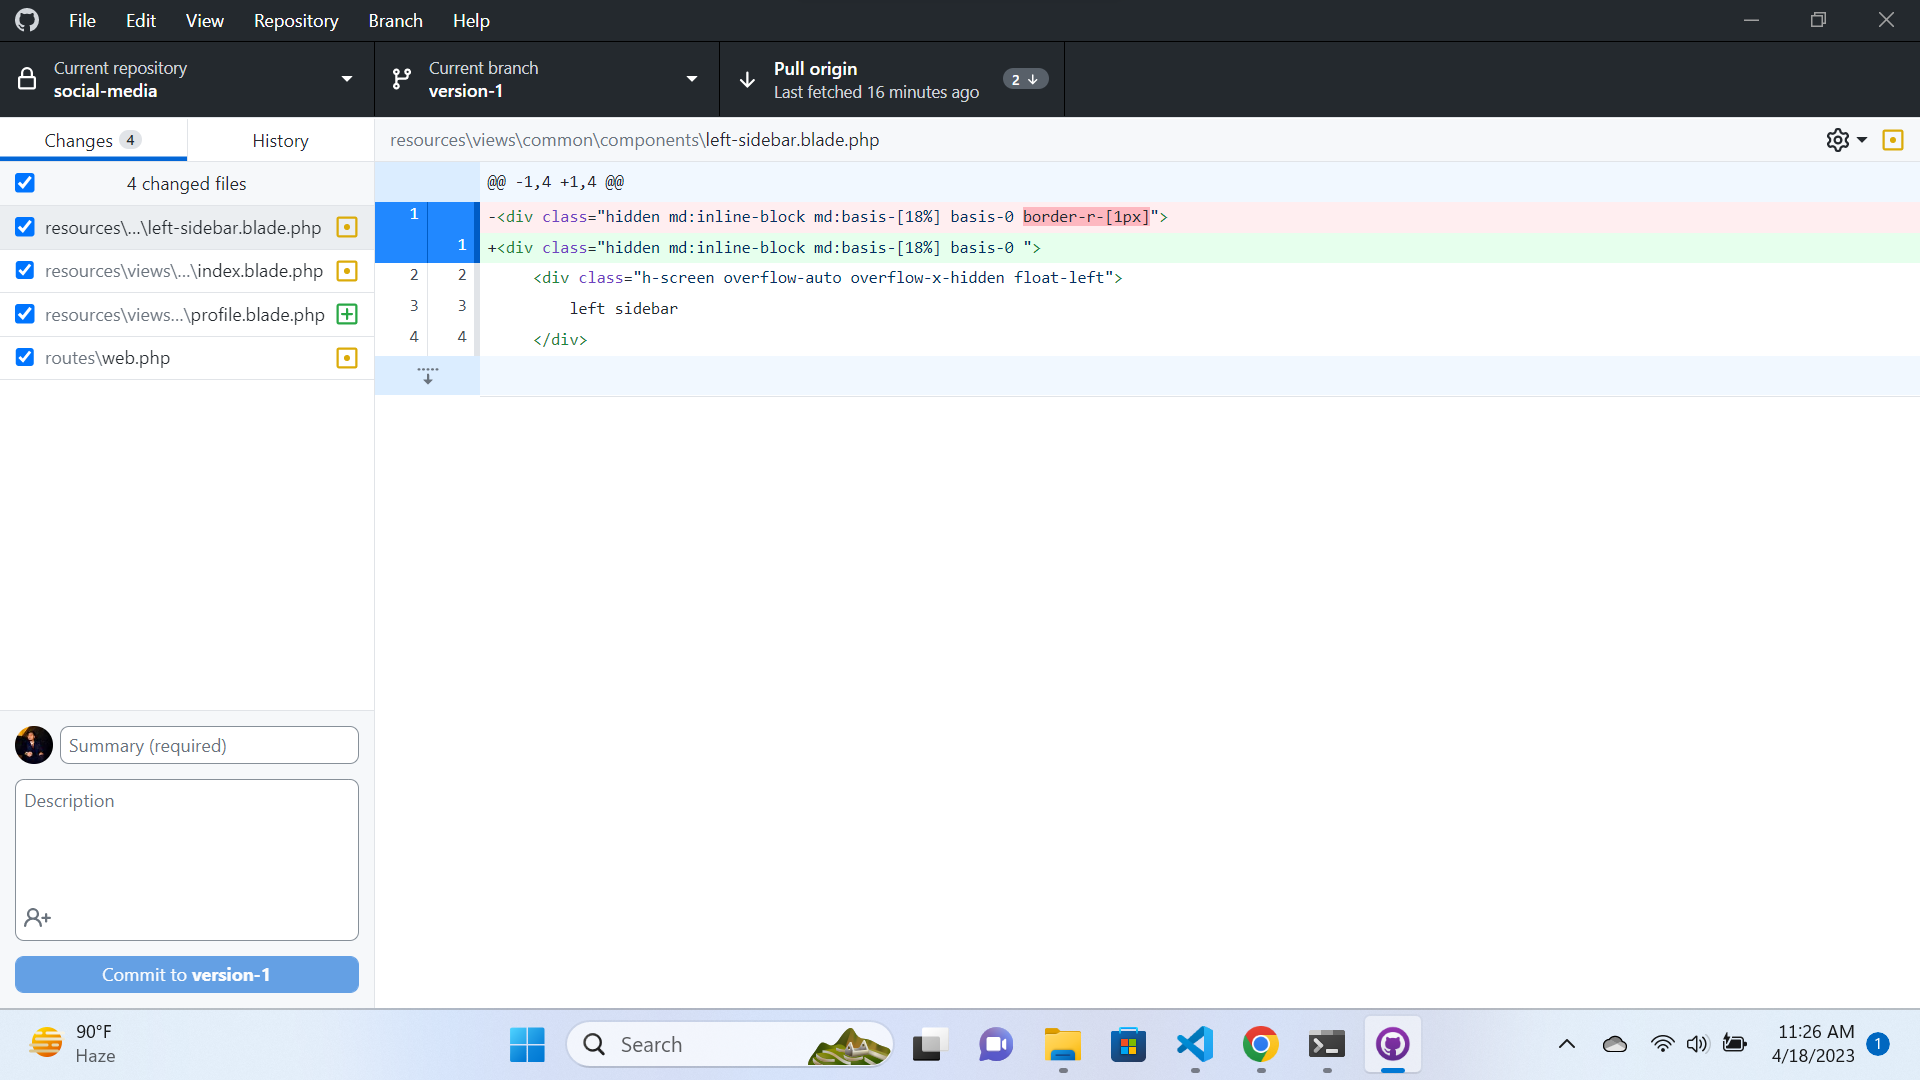 File Edit View Repository Branch Help
Current repository
social-media
Current branch
version-1
Pull origin
Last fetched 16 minutes ago
2
Changes 4
History
resources\views\common\components\left-sidebar.blade.php
4 changed files
resources\...\left-sidebar.blade.php
resources\views\...\index.blade.php
resources\views...\profile.blade.php
routes\web.php
@@ -1,4 +1,4 @@
1 -<div class="hidden md:inline-block md:basis-[18%] basis-0 border-r-[1px]">
1 +<div class="hidden md:inline-block md:basis-[18%] basis-0 ">
2 2 <div class="h-screen overflow-auto overflow-x-hidden float-left">
3 3 left sidebar
4 4 </div>
Summary (required)
Description
Commit to version-1
90°F
Haze
Search
11:26 AM
4/18/2023
1